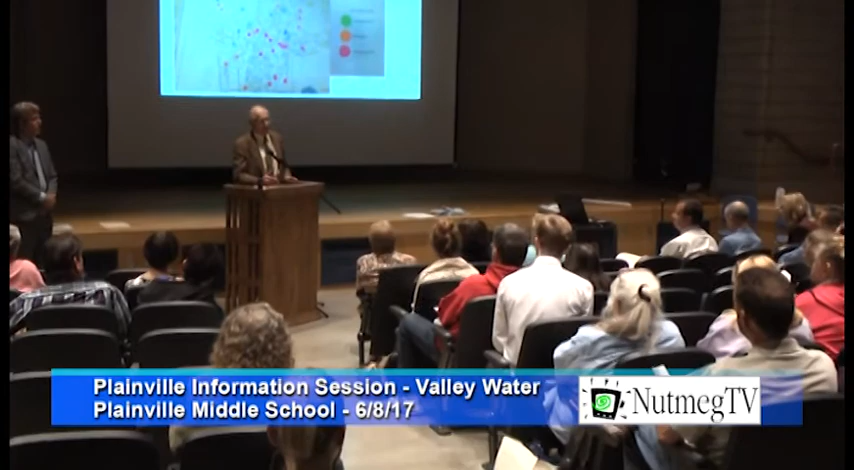 Plainville Information Session - Valley Water
Plainville Middle School - 6/8/17
NutmegTV